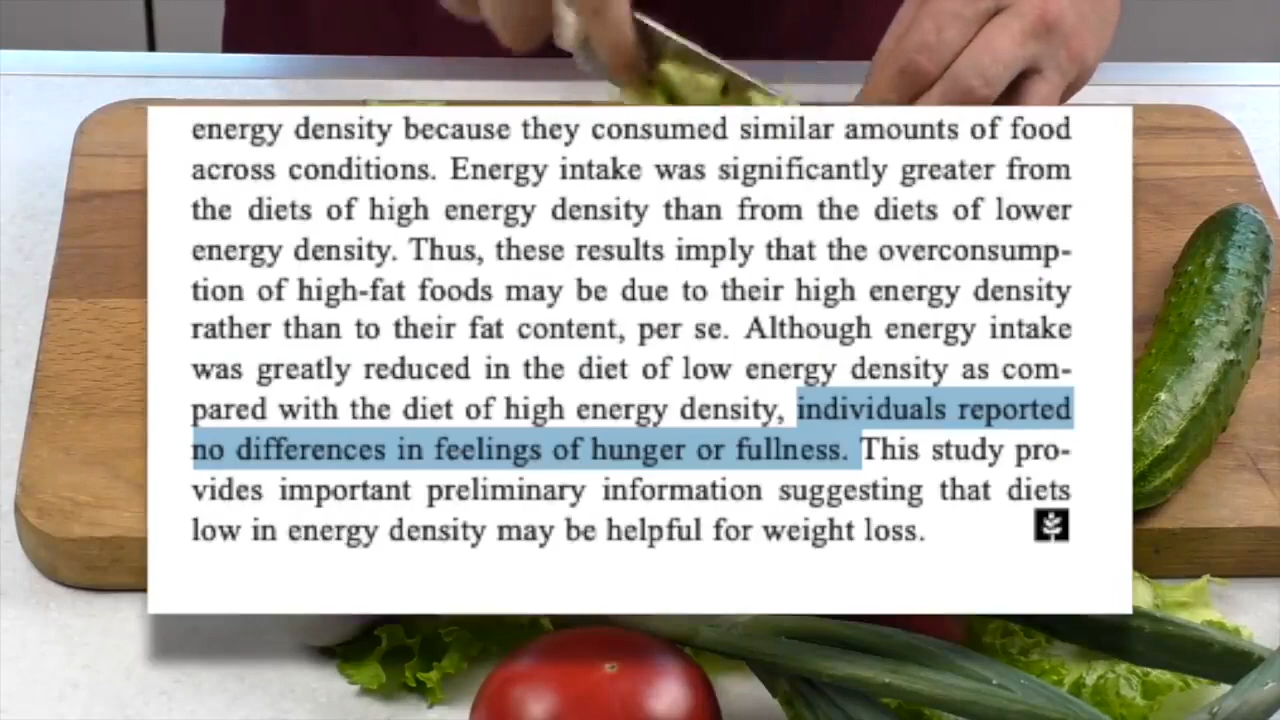 energy density because they consumed similar amounts of food
across conditions. Energy intake was significantly greater from
the diets of high energy density than from the diets of lower
energy density. Thus, these results imply that the overconsump-
tion of high-fat foods may be due to their high energy density
rather than to their fat content, per se. Although energy intake
was greatly reduced in the diet of low energy density as com-
pared with the diet of high energy density, individuals reported
no differences in feelings of hunger or fullness. This study pro-
vides important preliminary information suggesting that diets
low in energy density may be helpful for weight loss.